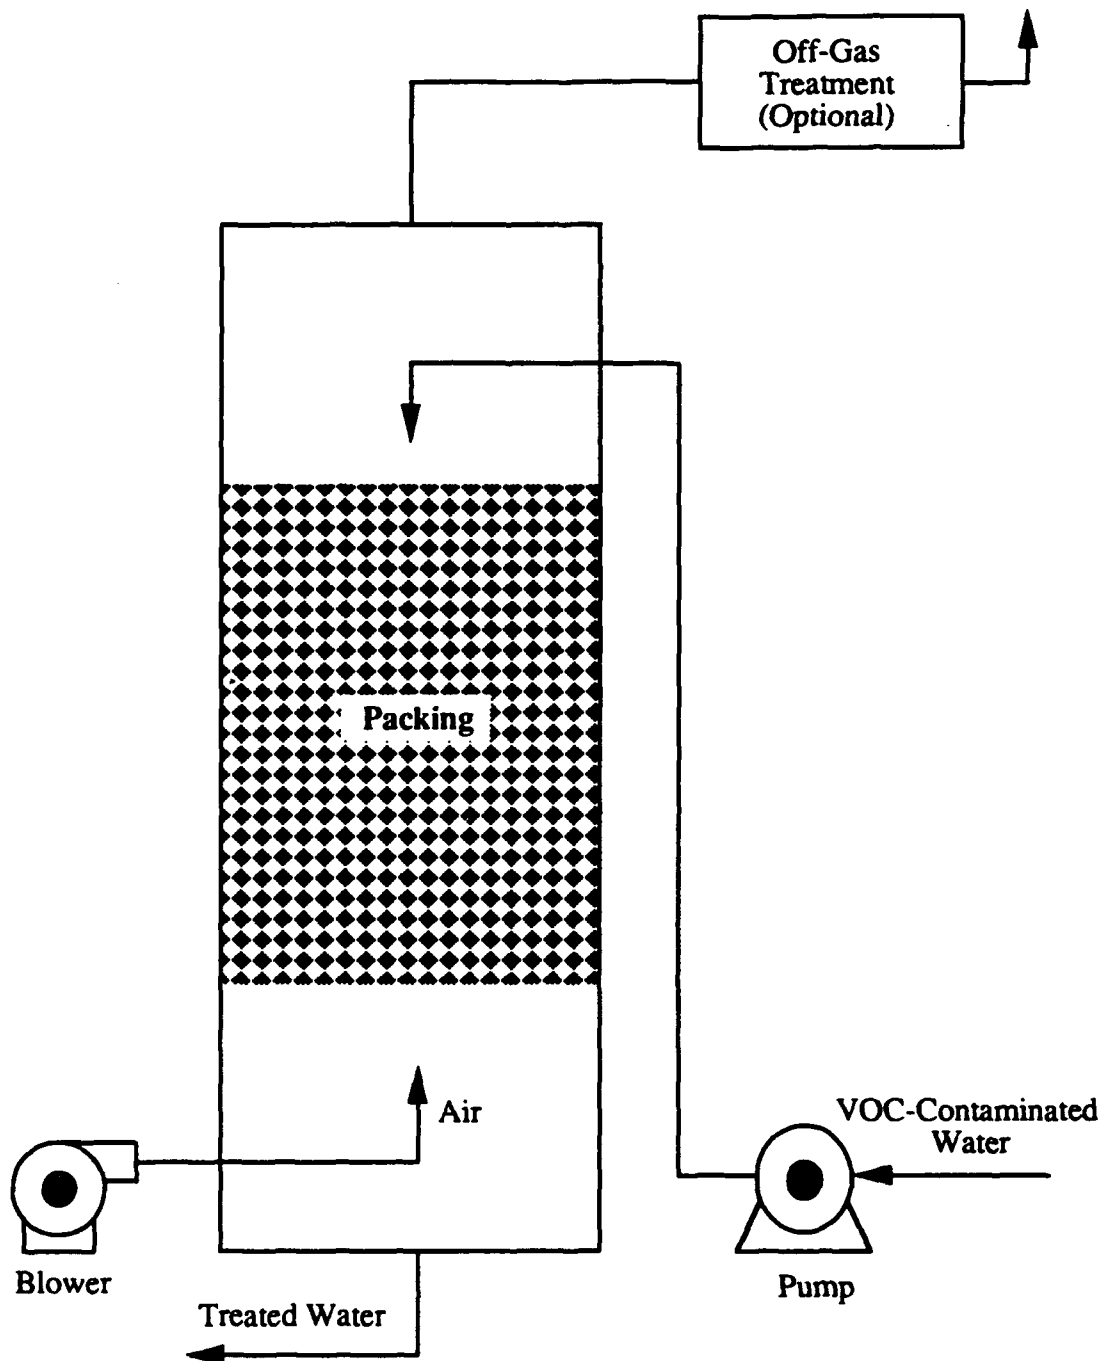 Off-Gas
Treatment
(Optional)
Packing
Air
VOC-Contaminated
Water
Blower
Pump
Treated Water